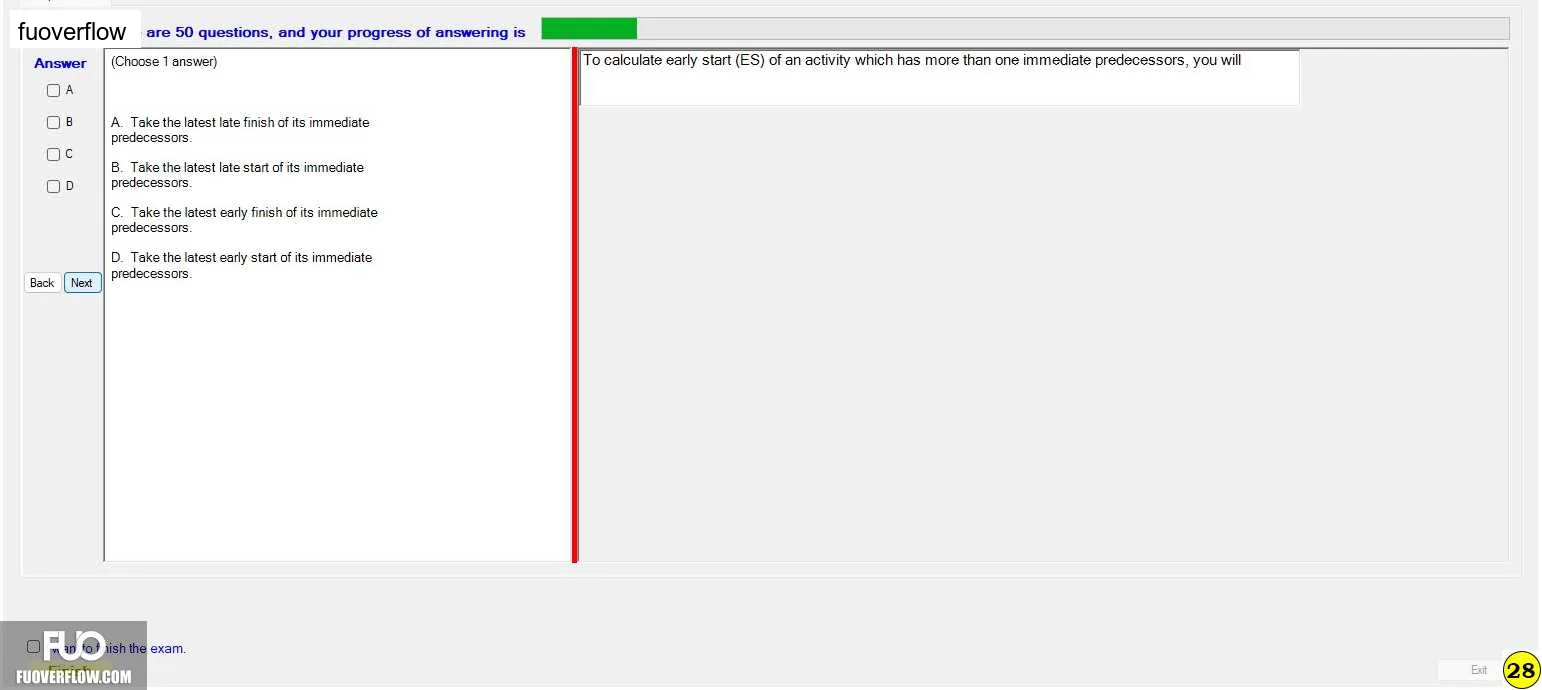 fuoverflow are 50 questions, and your progress of answering is
Answer
A
B
C
D
Back Next
(Choose 1 answer)
A. Take the latest late finish of its immediate
predecessors.
B. Take the latest late start of its immediate
predecessors.
C. Take the latest early finish of its immediate
predecessors.
D. Take the latest early start of its immediate
predecessors.
To calculate early start (ES) of an activity which has more than one immediate predecessors, you will
FUO
to finish the exam.
Finish
FUOVERFLOW.COM
Exit 28